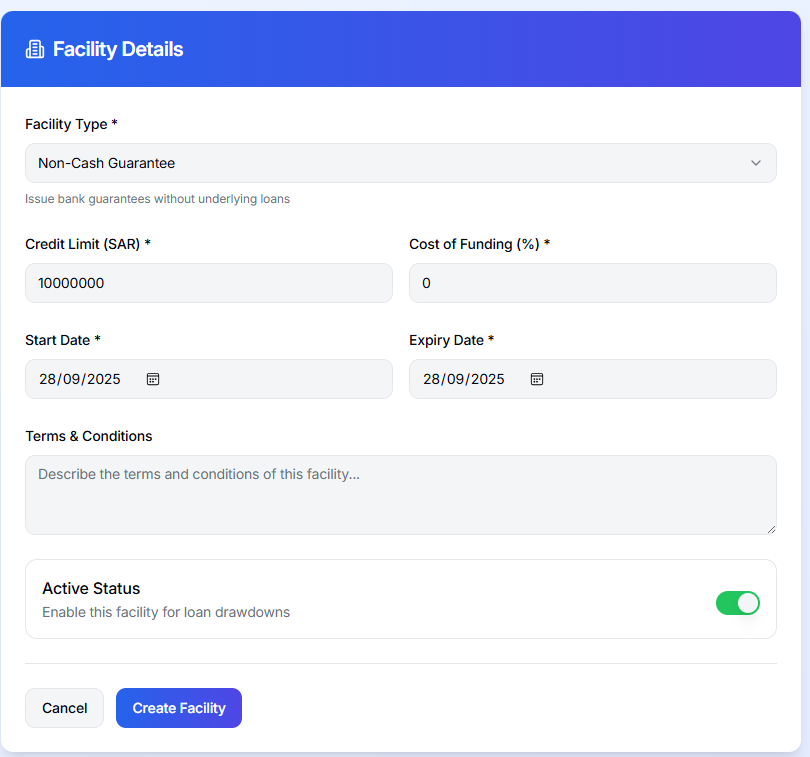 Facility Details
Facility Type *
Non-Cash Guarantee
Issue bank guarantees without underlying loans
Credit Limit (SAR) *
Cost of Funding (%) *
10000000
0
Start Date *
Expiry Date *
28/09/2025
28/09/2025
Terms & Conditions
Describe the terms and conditions of this facility...
Active Status
Enable this facility for loan drawdowns
Cancel
Create Facility